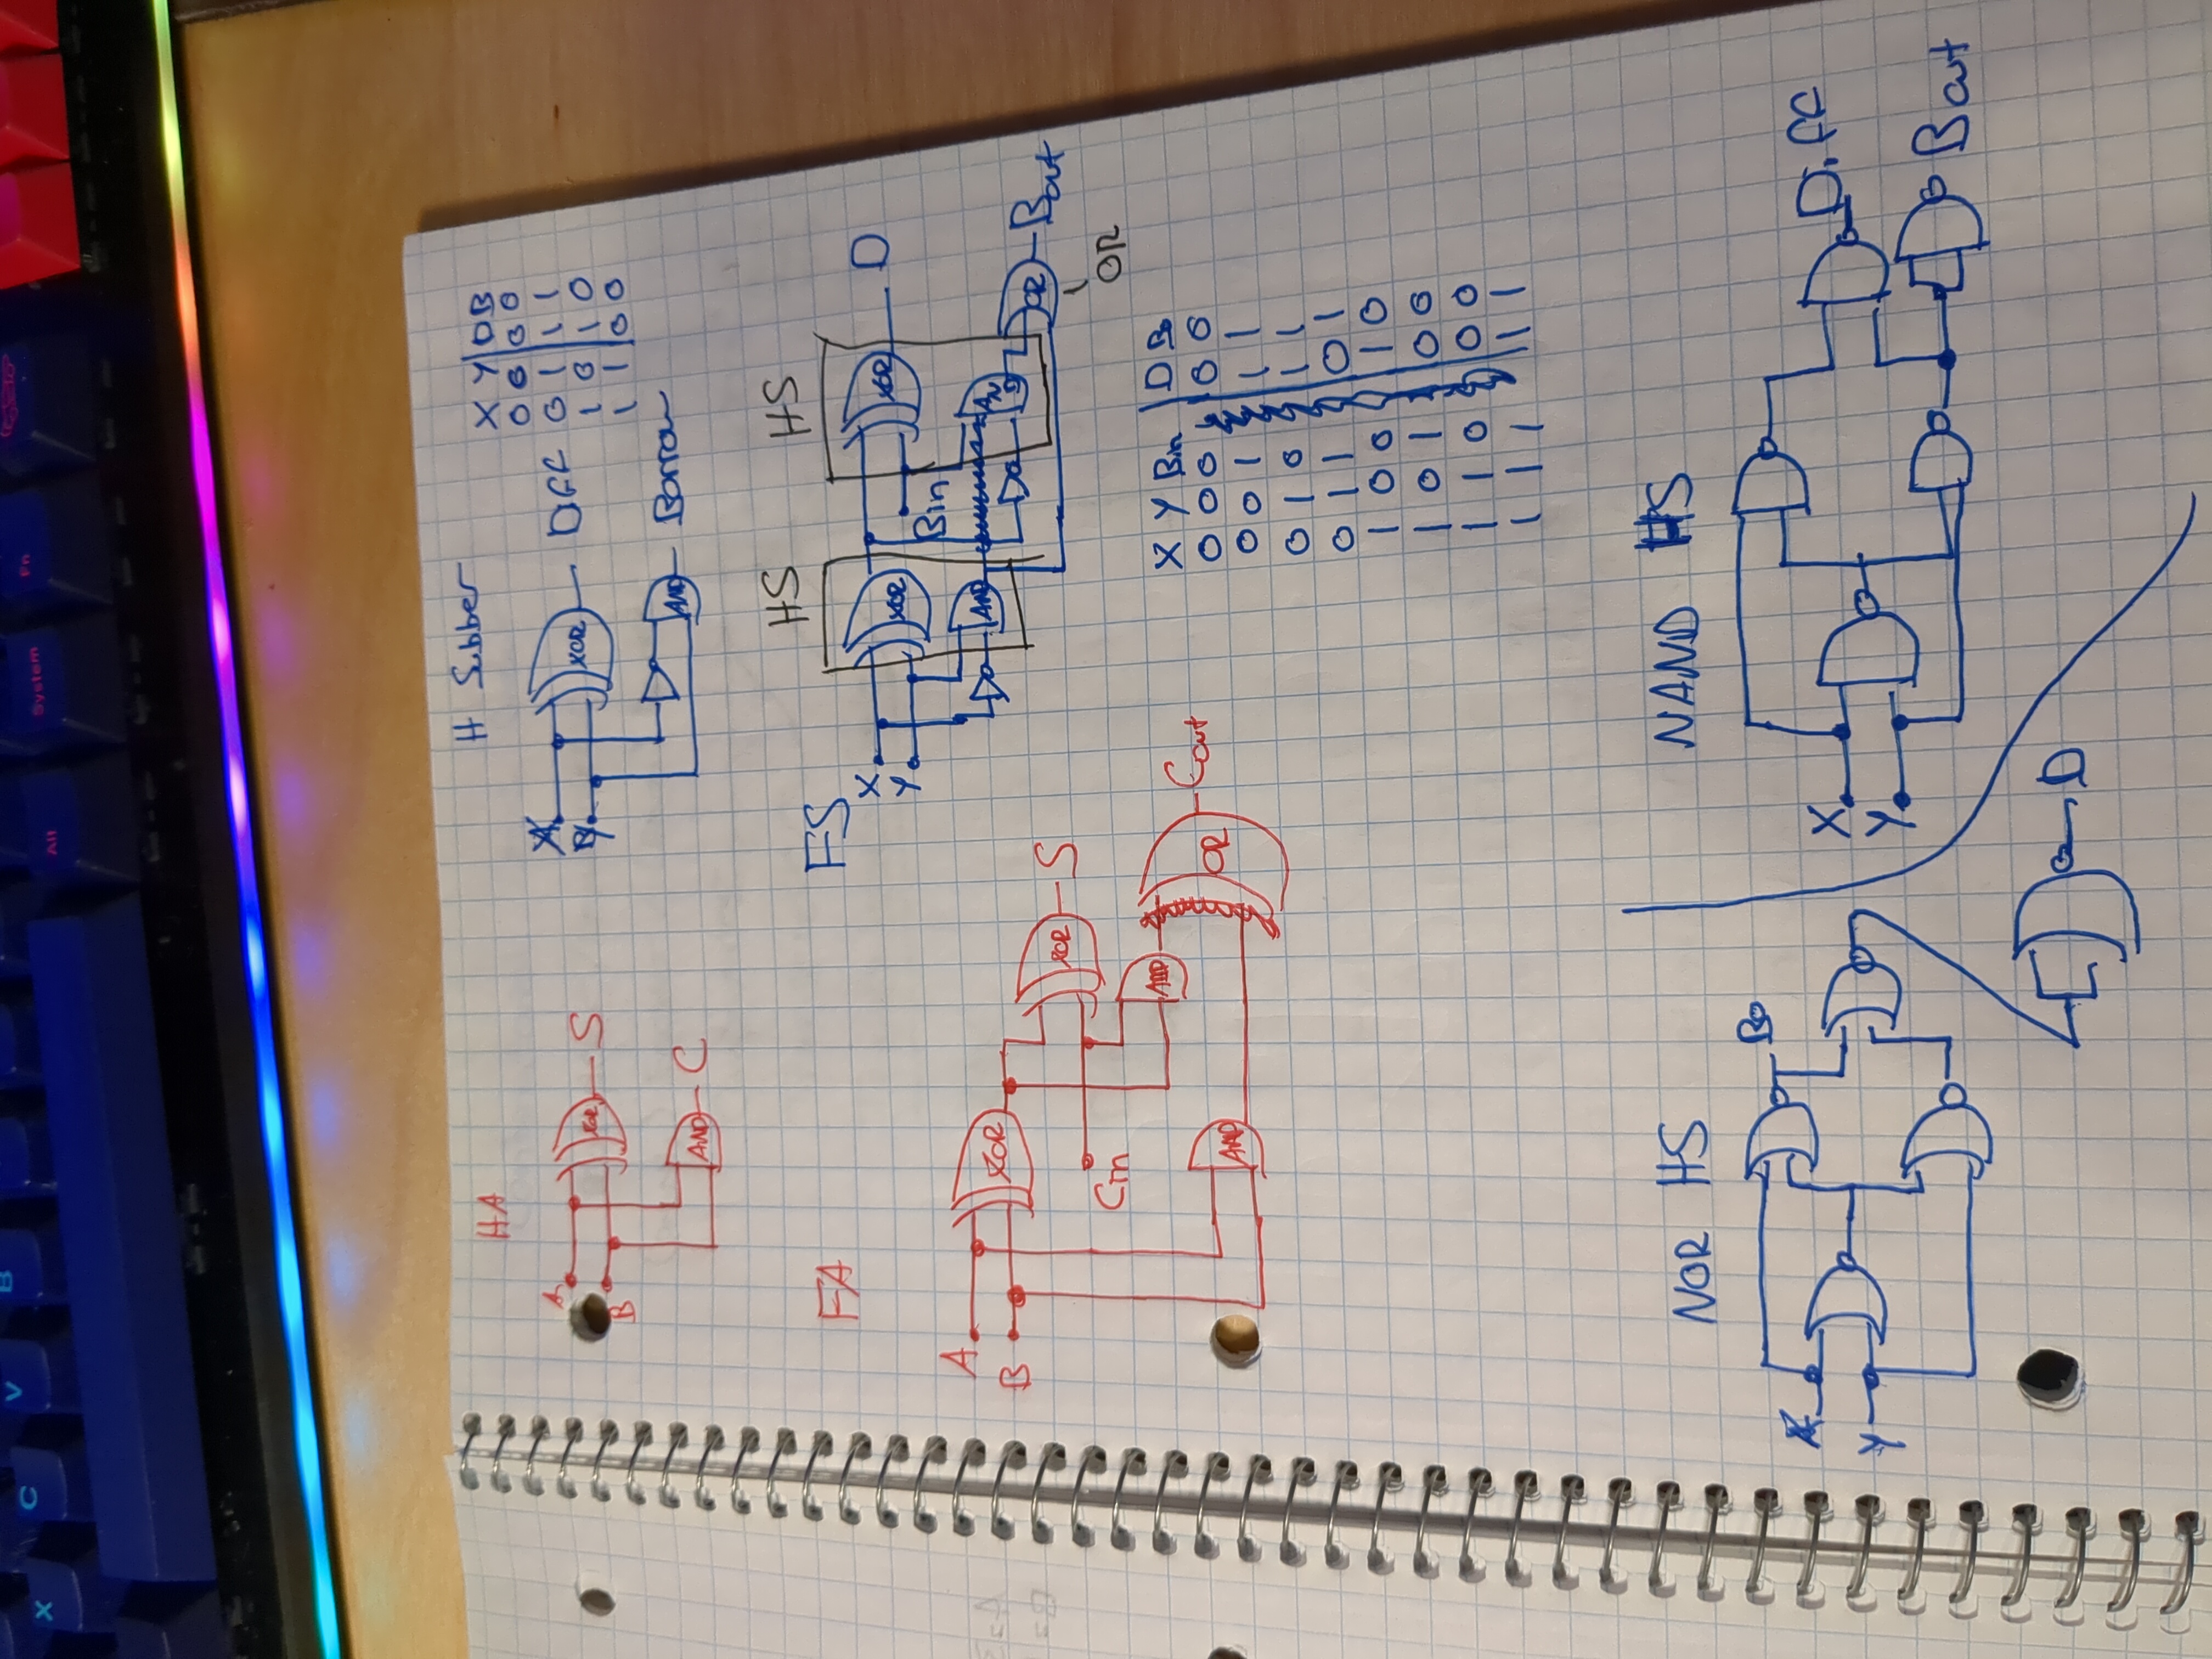 X C V B Alt System Fn
HA
A
B
XOR S
AND C
H Subber
XOR Diff
AND Borrow
X Y D B
0 0 0 0
0 1 1 1
1 0 1 0
1 1 0 0
FA
A
B
XOR
XOR S
Cin
AND
AND
OR Cout
HS HS
FS
X
Y
XOR
XOR D
Bin
AND
AND
OR Bout
OR
X Y Bin D Bo
0 0 0 0 0
0 0 1 1 1
0 1 0 1 1
0 1 1 0 1
1 0 0 1 0
1 0 1 0 0
1 1 0 0 0
1 1 1 1 1
NOR HS
X
Y
Bo
D
NAND HS
X
Y
Diff
Bout